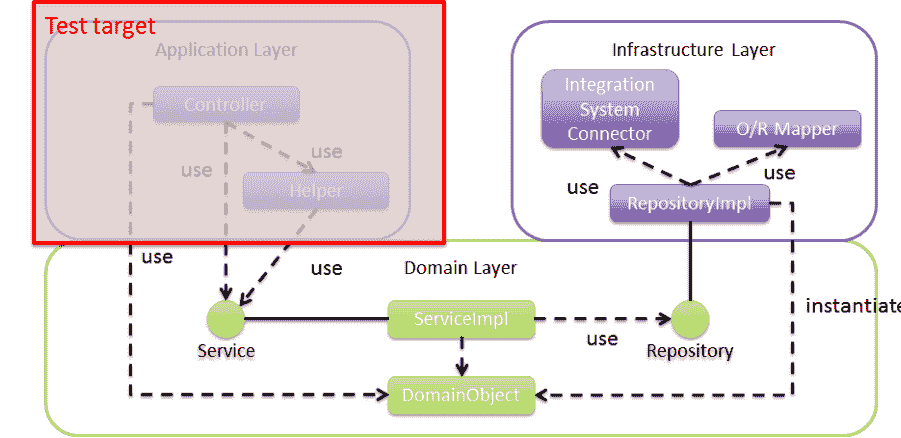 Test target
Application Layer
Controller
use
use
Helper
use
use
Infrastructure Layer
Integration
System
Connector
O/R Mapper
use
use
RepositoryImpl
instantiate
Domain Layer
Service
ServiceImpl
use
Repository
DomainObject